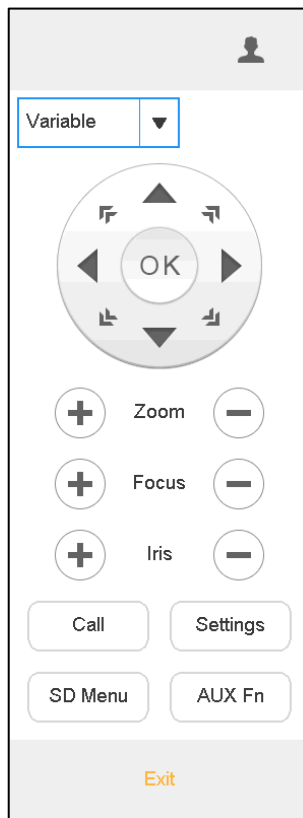 Variable
OK
Zoom
Focus
Iris
Call Settings
SD Menu AUX Fn
Exit